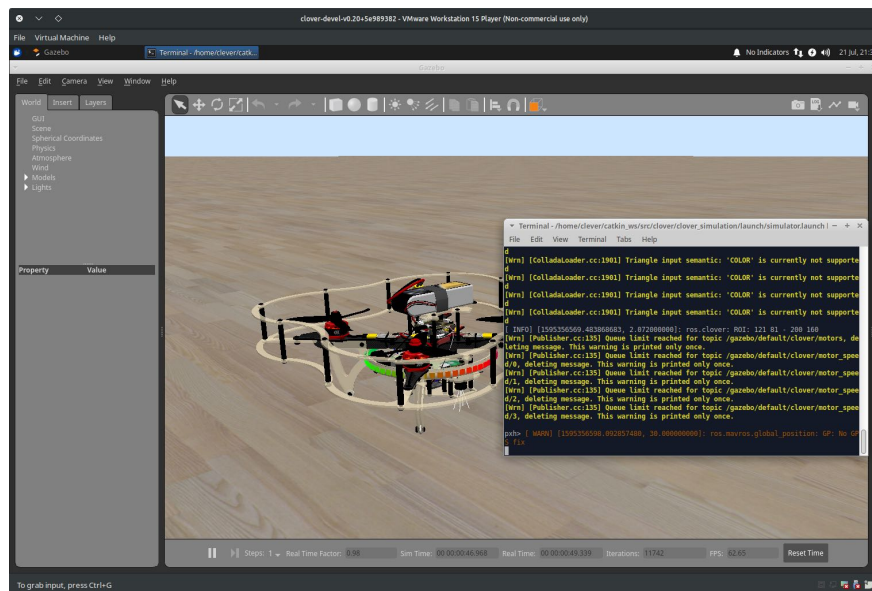 clover-devel-v0.20+5e989382 - VMware Workstation 15 Player (Non-commercial use only)
File Virtual Machine Help
Gazebo
Terminal - /home/clever/catk...
No Indicators
21 Jul, 21:3
Gazebo
File Edit Camera View Window Help
World Insert Layers
GUI
Scene
Spherical Coordinates
Physics
Atmosphere
Wind
Models
Lights
Property Value
Terminal - /home/clever/catkin_ws/src/clover/clover_simulation/launch/simulator.launch
File Edit View Terminal Tabs Help
d
[Wrn] [ColladaLoader.cc:1901] Triangle input semantic: 'COLOR' is currently not supporte
d
[Wrn] [ColladaLoader.cc:1901] Triangle input semantic: 'COLOR' is currently not supporte
d
[Wrn] [ColladaLoader.cc:1901] Triangle input semantic: 'COLOR' is currently not supporte
d
[Wrn] [ColladaLoader.cc:1901] Triangle input semantic: 'COLOR' is currently not supporte
d
[ INFO] [1595356569.483868683, 2.072000000]: ros.clover: ROI: 121 81 - 200 160
[Wrn] [Publisher.cc:135] Queue limit reached for topic /gazebo/default/clover/motors, de
leting message. This warning is printed only once.
[Wrn] [Publisher.cc:135] Queue limit reached for topic /gazebo/default/clover/motor_spee
d/0, deleting message. This warning is printed only once.
[Wrn] [Publisher.cc:135] Queue limit reached for topic /gazebo/default/clover/motor_spee
d/1, deleting message. This warning is printed only once.
[Wrn] [Publisher.cc:135] Queue limit reached for topic /gazebo/default/clover/motor_spee
d/2, deleting message. This warning is printed only once.
[Wrn] [Publisher.cc:135] Queue limit reached for topic /gazebo/default/clover/motor_spee
d/3, deleting message. This warning is printed only once.
pxh> [ WARN] [1595356598.092857480, 30.000000000]: ros.mavros.global_position: GP: No GP
S fix
Steps: 1 Real Time Factor: 0.98 Sim Time: 00 00:00:46.968 Real Time: 00 00:00:49.339 Iterations: 11742 FPS: 62.65 Reset Time
To grab input, press Ctrl+G